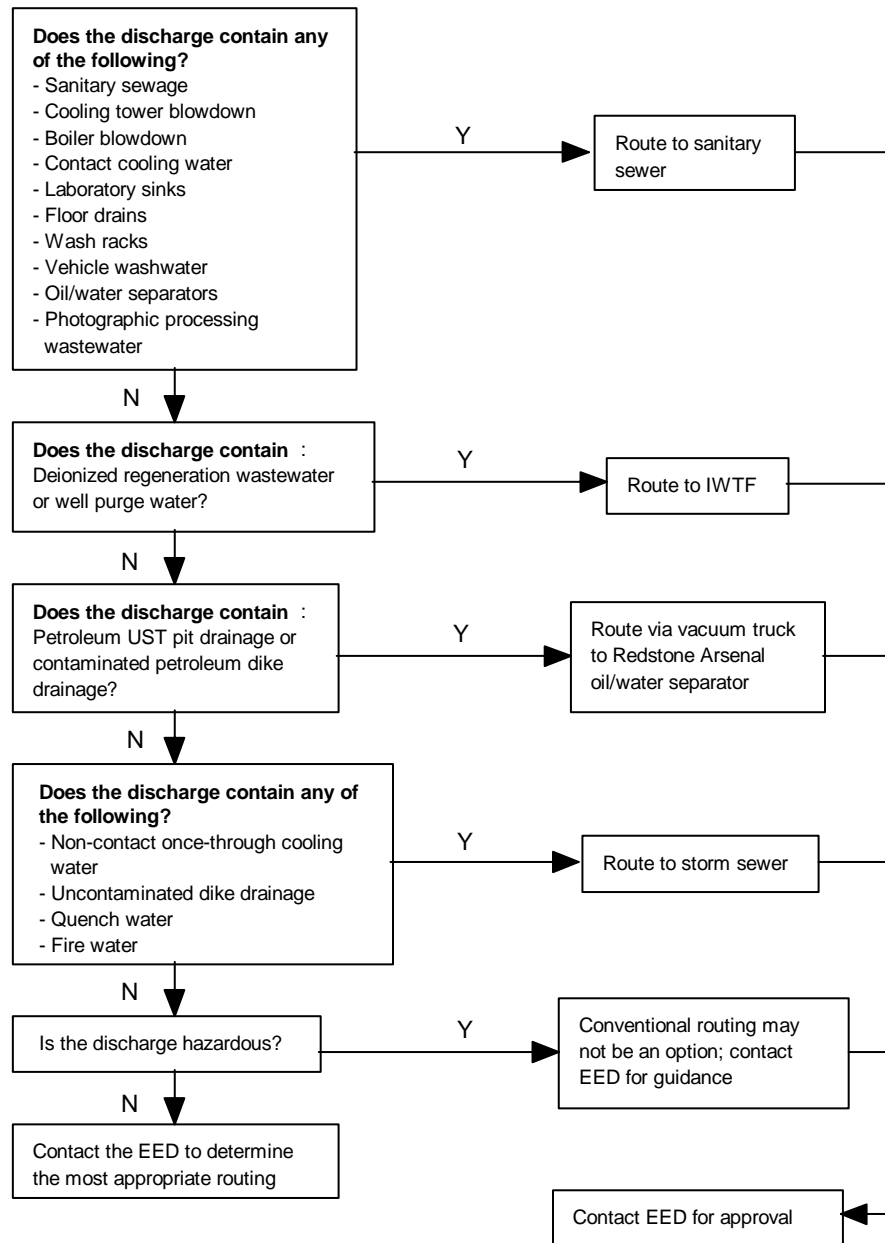 Does the discharge contain any
of the following?
- Sanitary sewage
- Cooling tower blowdown
- Boiler blowdown
- Contact cooling water
- Laboratory sinks
- Floor drains
- Wash racks
- Vehicle washwater
- Oil/water separators
- Photographic processing
wastewater
Y
Route to sanitary
sewer
N
Does the discharge contain :
Deionized regeneration wastewater
or well purge water?
Y
Route to IWTF
N
Does the discharge contain :
Petroleum UST pit drainage or
contaminated petroleum dike
drainage?
Y
Route via vacuum truck
to Redstone Arsenal
oil/water separator
N
Does the discharge contain any of
the following?
- Non-contact once-through cooling
water
- Uncontaminated dike drainage
- Quench water
- Fire water
Y
Route to storm sewer
N
Is the discharge hazardous?
Y
Conventional routing may
not be an option; contact
EED for guidance
N
Contact the EED to determine
the most appropriate routing
Contact EED for approval